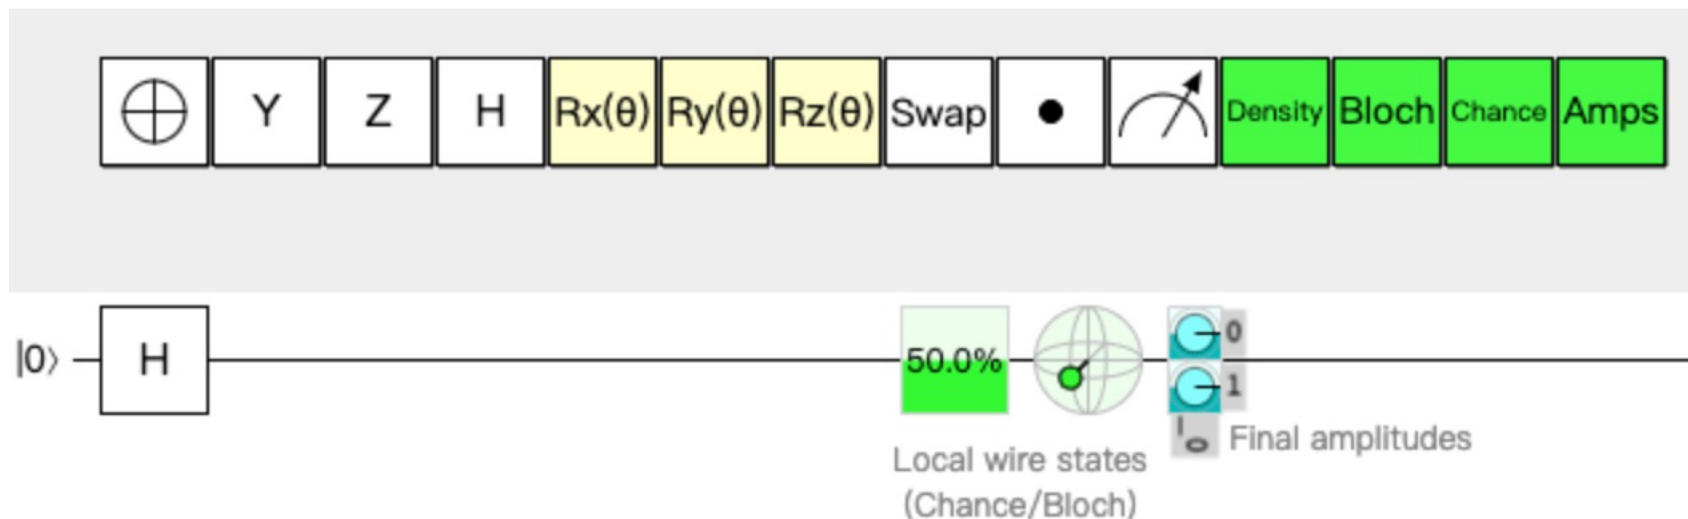 Y Z H Rx(θ) Ry(θ) Rz(θ) Swap Density Bloch Chance Amps
|0⟩ H 50.0% 0
1
Final amplitudes
Local wire states
(Chance/Bloch)